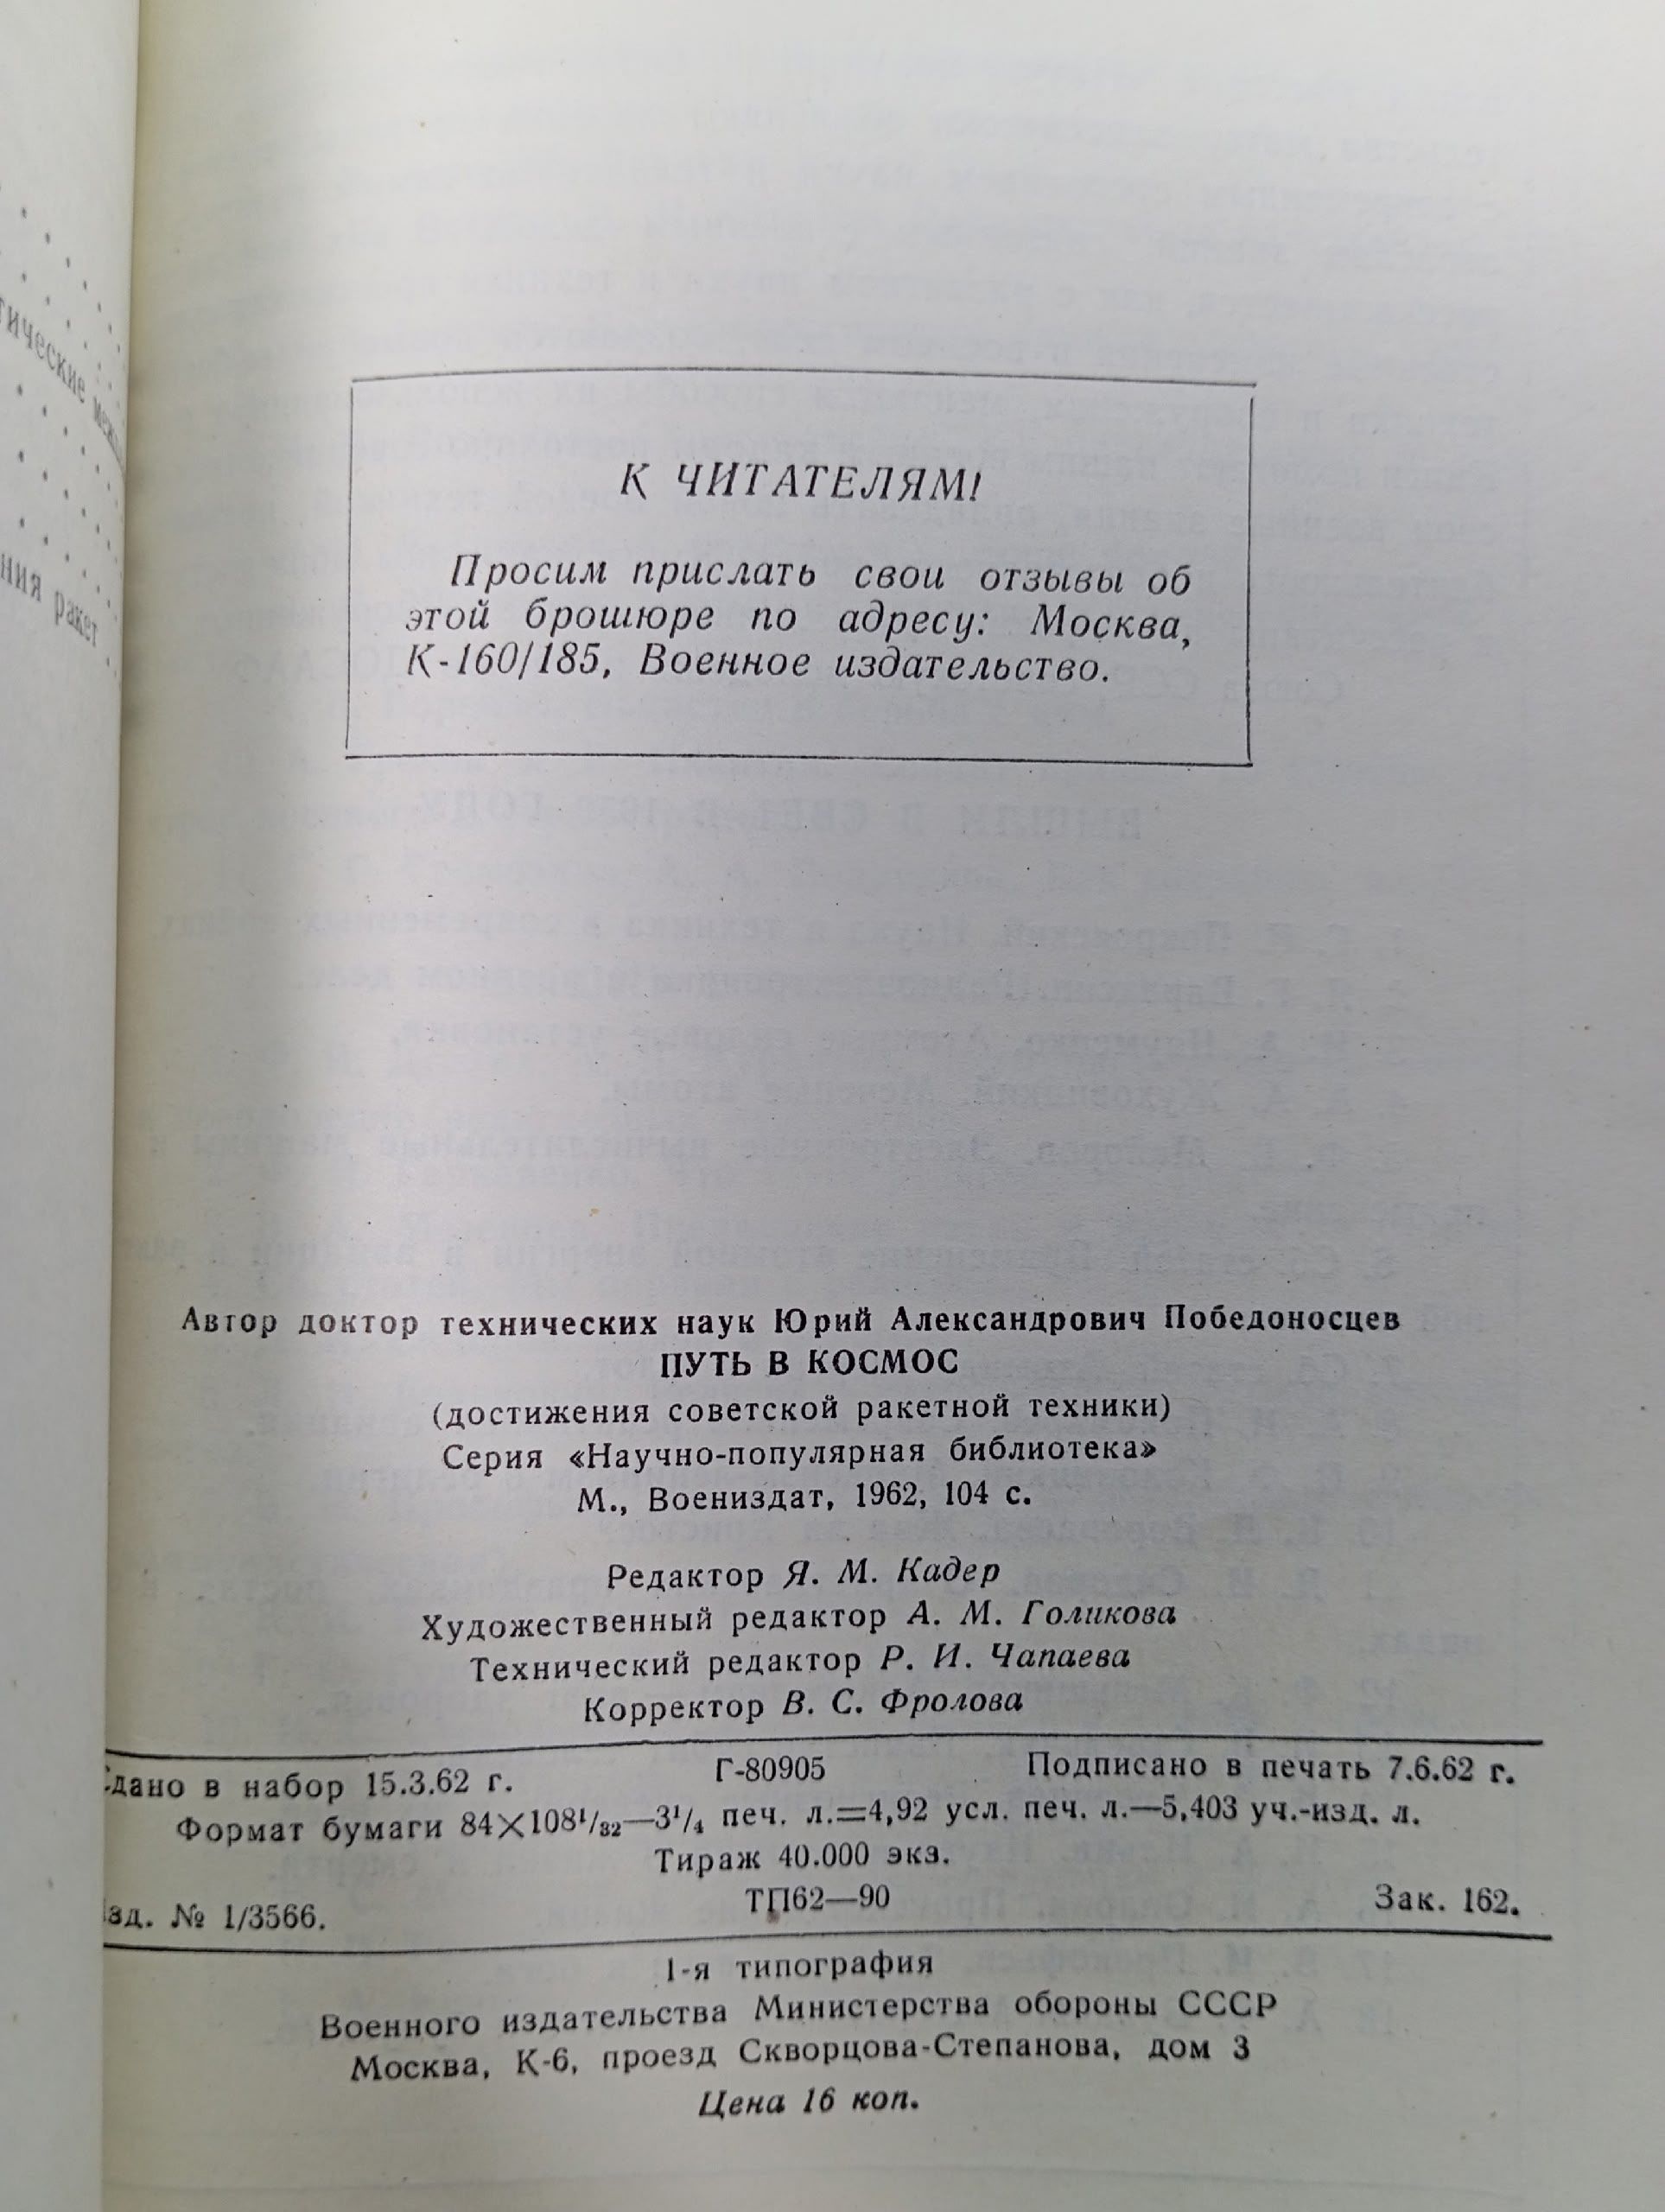 тические
ния ракет
К ЧИТАТЕЛЯМ!
Просим прислать свои отзывы об
этой брошюре по адресу: Москва,
К-160/185, Военное издательство.
Автор доктор технических наук Юрий Александрович Победоносцев
ПУТЬ В КОСМОС
(достижения советской ракетной техники)
Серия «Научно-популярная библиотека»
М., Воениздат, 1962, 104 с.
Редактор Я. М. Кадер
Художественный редактор А. М. Голикова
Технический редактор Р. И. Чапаева
Корректор В. С. Фролова
Сдано в набор 15.3.62 г. Г-80905 Подписано в печать 7.6.62 г.
Формат бумаги 84×108¹/₃₂—3¹/₄ печ. л.=4,92 усл. печ. л.—5,403 уч.-изд. л.
Тираж 40.000 экз.
Изд. № 1/3566. ТП62—90 Зак. 162.
1-я типография
Военного издательства Министерства обороны СССР
Москва, К-6, проезд Скворцова-Степанова, дом 3
Цена 16 коп.